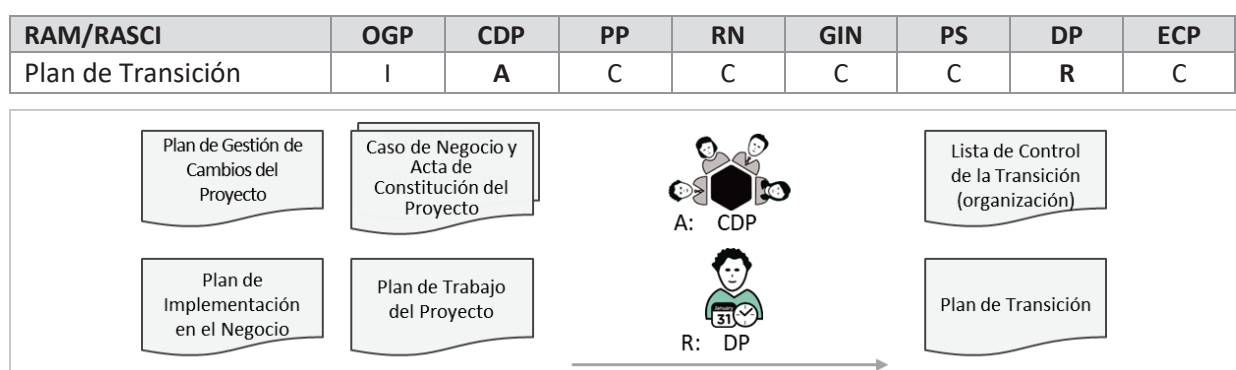 RAM/RASCI OGP CDP PP RN GIN PS DP ECP
Plan de Transición I A C C C C R C
Plan de Gestión de
Cambios del
Proyecto
Caso de Negocio y
Acta de
Constitución del
Proyecto
A: CDP
Lista de Control
de la Transición
(organización)
Plan de
Implementación
en el Negocio
Plan de Trabajo
del Proyecto
January
31
R: DP
Plan de Transición